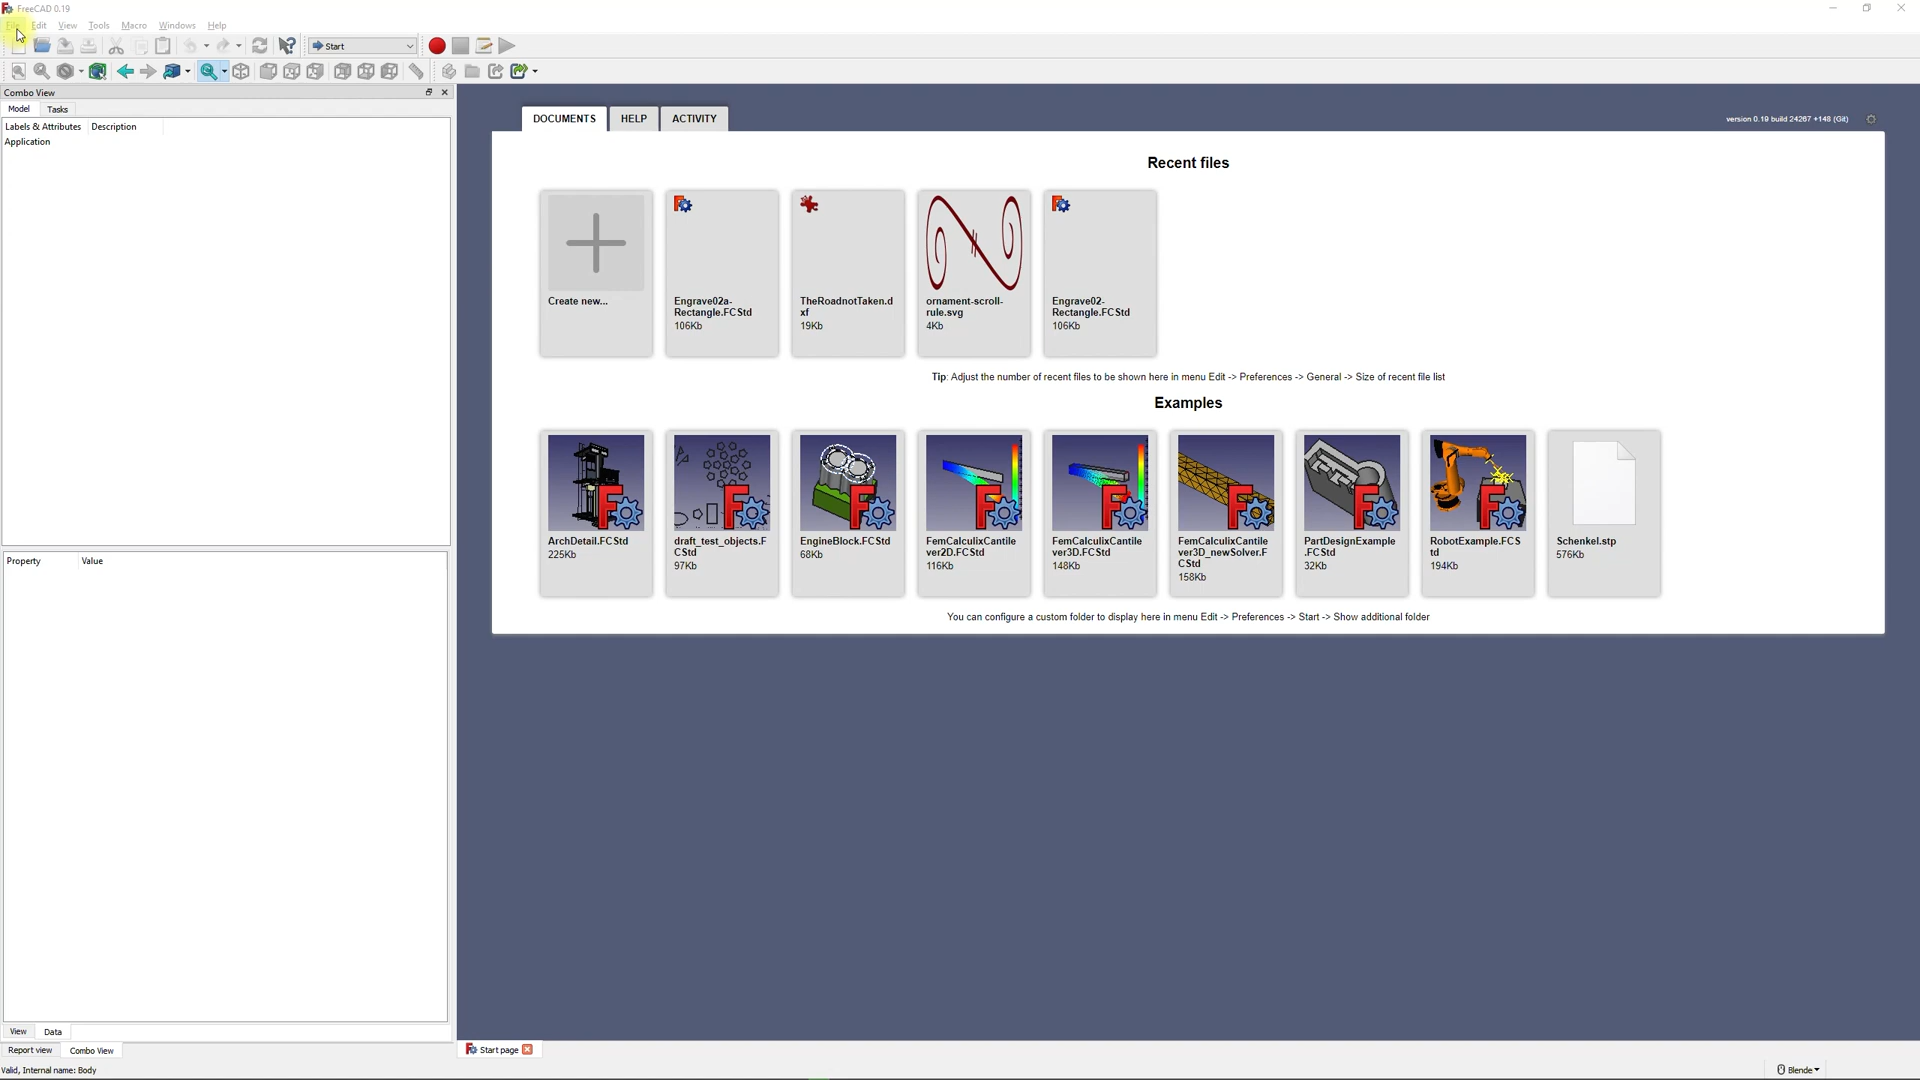 FreeCAD 0.19
File Edit View Tools Macro Windows Help
Start
Combo View
Model Tasks
Labels & Attributes Description
Application
Property Value
View Data
Report view Combo View
Valid, Internal name: Body
DOCUMENTS HELP ACTIVITY
version 0.19 build 24267 +148 (Git)
Recent files
Create new...
Engrave02a-
Rectangle.FCStd
106Kb
TheRoadnotTaken.d
xf
19Kb
ornament-scroll-
rule.svg
4Kb
Engrave02-
Rectangle.FCStd
106Kb
Tip: Adjust the number of recent files to be shown here in menu Edit -> Preferences -> General -> Size of recent file list
Examples
ArchDetail.FCStd
225Kb
draft_test_objects.F
CStd
97Kb
EngineBlock.FCStd
68Kb
FemCalculixCantile
ver2D.FCStd
116Kb
FemCalculixCantile
ver3D.FCStd
148Kb
FemCalculixCantile
ver3D_newSolver.F
CStd
158Kb
PartDesignExample
.FCStd
32Kb
RobotExample.FCS
td
194Kb
Schenkel.stp
576Kb
You can configure a custom folder to display here in menu Edit -> Preferences -> Start -> Show additional folder
Start page
Blende